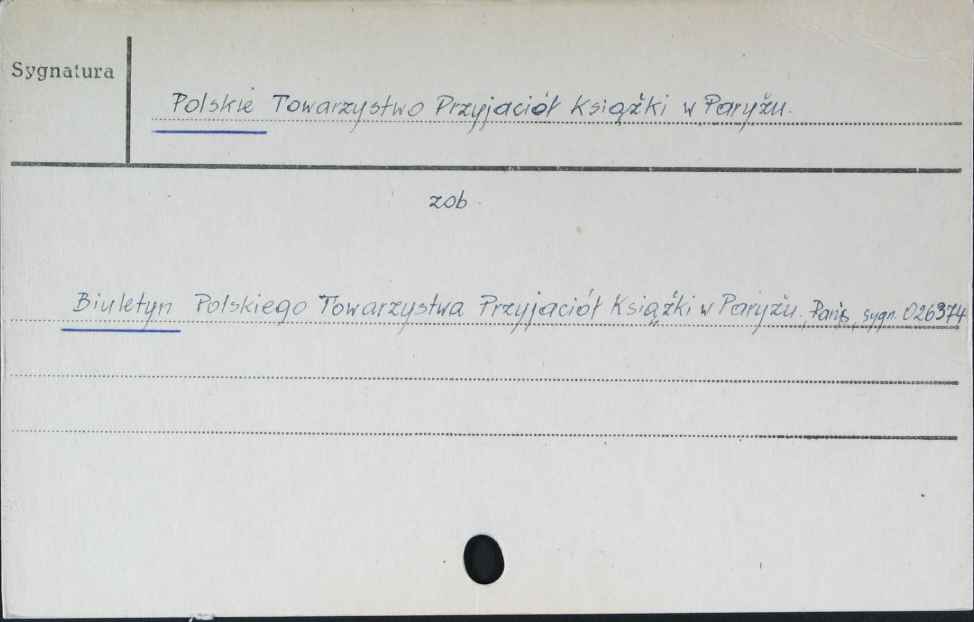 Sygnatura
Polskie Towarzystwo Przyjaciół Książki w Paryżu.
zob.
Biuletyn Polskiego Towarzystwa Przyjaciół Książki w Paryżu. Paris, sygn. 026374